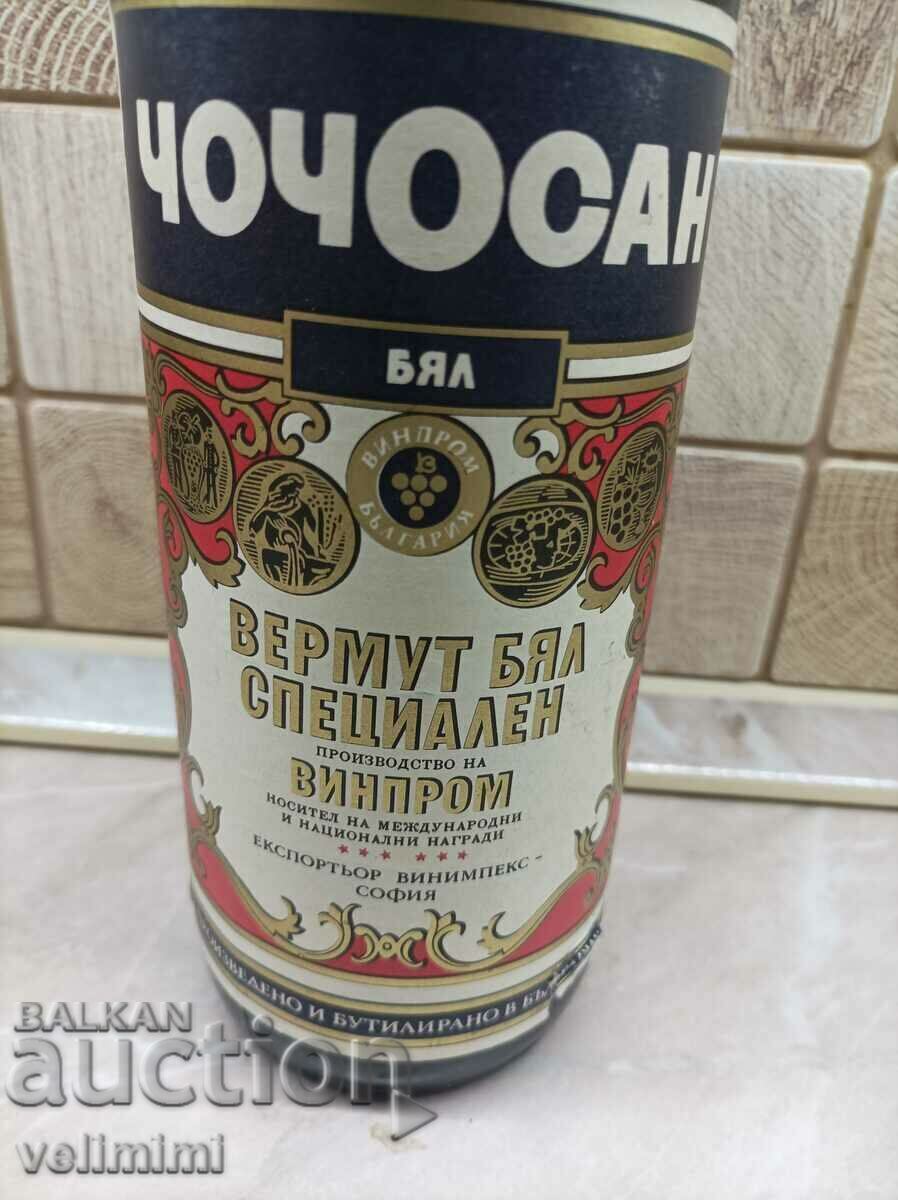 ЧОЧОСАН
БЯЛ
ВИНПРОМ
БЪЛГАРИЯ
ВЕРМУТ БЯЛ
СПЕЦИАЛЕН
ПРОИЗВОДСТВО НА
ВИНПРОМ
НОСИТЕЛ НА МЕЖДУНАРОДНИ
И НАЦИОНАЛНИ НАГРАДИ
ЕКСПОРТЬОР ВИНИМПЕКС -
СОФИЯ
И БУТИЛИРАНО В
BALKAN
auction
velimimi